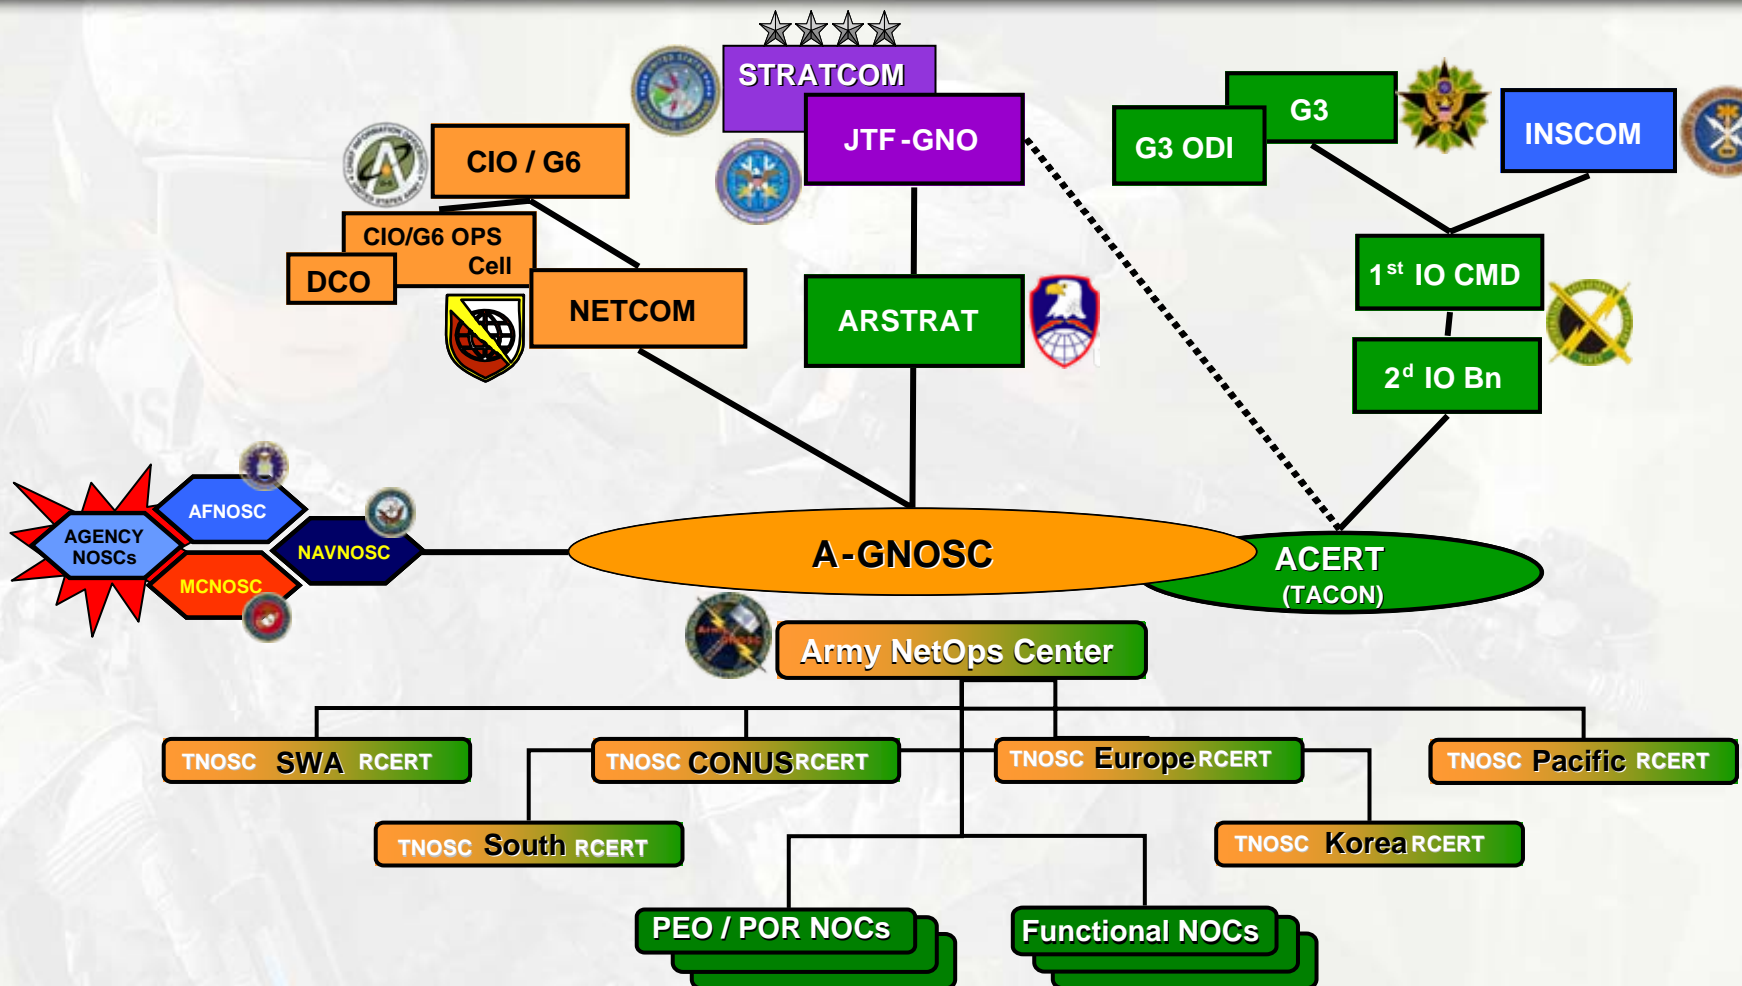 STRATCOM
JTF-GNO
G3
G3 ODI
INSCOM
CIO / G6
CIO/G6 OPS
Cell
DCO
NETCOM
ARSTRAT
1st IO CMD
2d IO Bn
AFNOSC
AGENCY
NOSCs
NAVNOSC
MCNOSC
A-GNOSC
ACERT
(TACON)
Army NetOps Center
TNOSC SWA RCERT
TNOSC CONUS RCERT
TNOSC Europe RCERT
TNOSC Pacific RCERT
TNOSC South RCERT
TNOSC Korea RCERT
PEO / POR NOCs
Functional NOCs